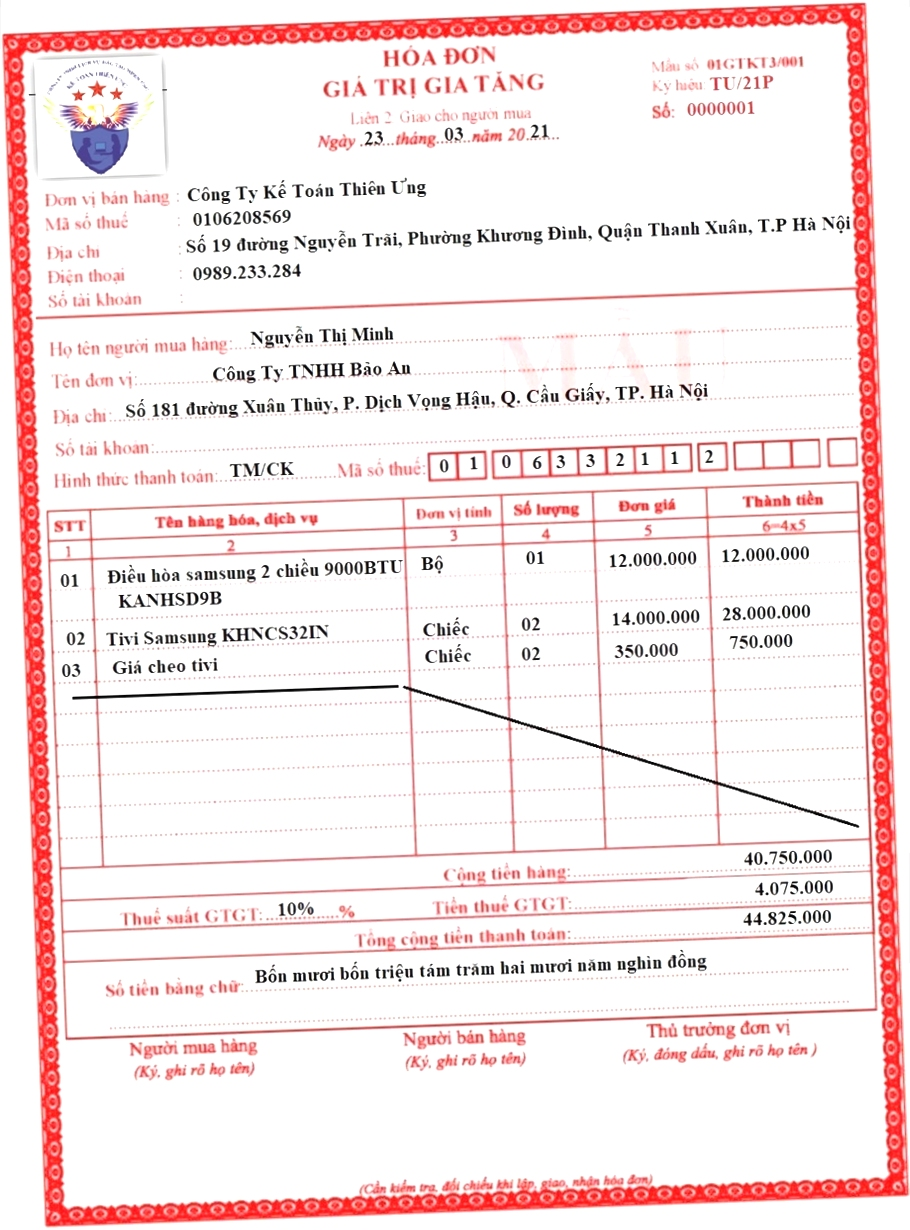 HÓA ĐƠN
GIÁ TRỊ GIA TĂNG
Liên 2 Giao cho người mua
Ngày .23...tháng..03..năm 20.21...
Mẫu số 01GTKT3/001
Ký hiệu TU/21P
Số: 0000001
KẾ TOÁN THIÊN ƯNG
Đơn vị bán hàng : Công Ty Kế Toán Thiên Ưng
Mã số thuế : 0106208569
Địa chỉ : Số 19 đường Nguyễn Trãi, Phường Khương Đình, Quận Thanh Xuân, T.P Hà Nội
Điện thoại : 0989.233.284
Số tài khoản :
MẪU
Họ tên người mua hàng: Nguyễn Thị Minh
Tên đơn vị: Công Ty TNHH Bảo An
Địa chỉ: Số 181 đường Xuân Thủy, P. Dịch Vọng Hậu, Q. Cầu Giấy, TP. Hà Nội
Số tài khoản:
Hình thức thanh toán: TM/CK Mã số thuế: 0 1 0 6 3 3 2 1 1 2
STT Tên hàng hóa, dịch vụ Đơn vị tính Số lượng Đơn giá Thành tiền
1 2 3 4 5 6=4x5
01 Điều hòa samsung 2 chiều 9000BTU Bộ 01 12.000.000 12.000.000
KANHSD9B
02 Tivi Samsung KHNCS32IN Chiếc 02 14.000.000 28.000.000
03 Giá cheo tivi Chiếc 02 350.000 750.000
Cộng tiền hàng: 40.750.000
Thuế suất GTGT: 10% % Tiền thuế GTGT: 4.075.000
Tổng cộng tiền thanh toán: 44.825.000
Số tiền bằng chữ: Bốn mươi bốn triệu tám trăm hai mươi năm nghìn đồng
Người mua hàng Người bán hàng Thủ trưởng đơn vị
(Ký, ghi rõ họ tên) (Ký, ghi rõ họ tên) (Ký, đóng dấu, ghi rõ họ tên )
(Cần kiểm tra, đối chiếu khi lập, giao, nhận hóa đơn)